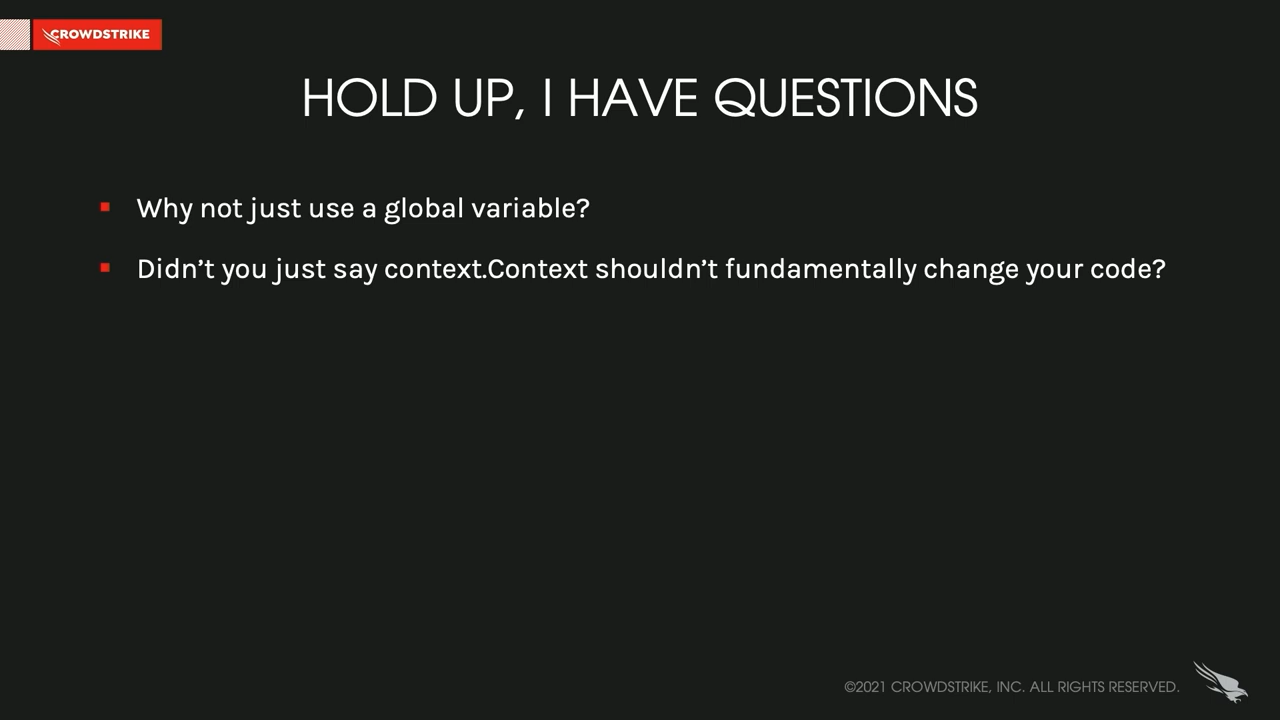 CROWDSTRIKE
HOLD UP, I HAVE QUESTIONS
Why not just use a global variable?
Didn’t you just say context.Context shouldn’t fundamentally change your code?
©2021 CROWDSTRIKE, INC. ALL RIGHTS RESERVED.